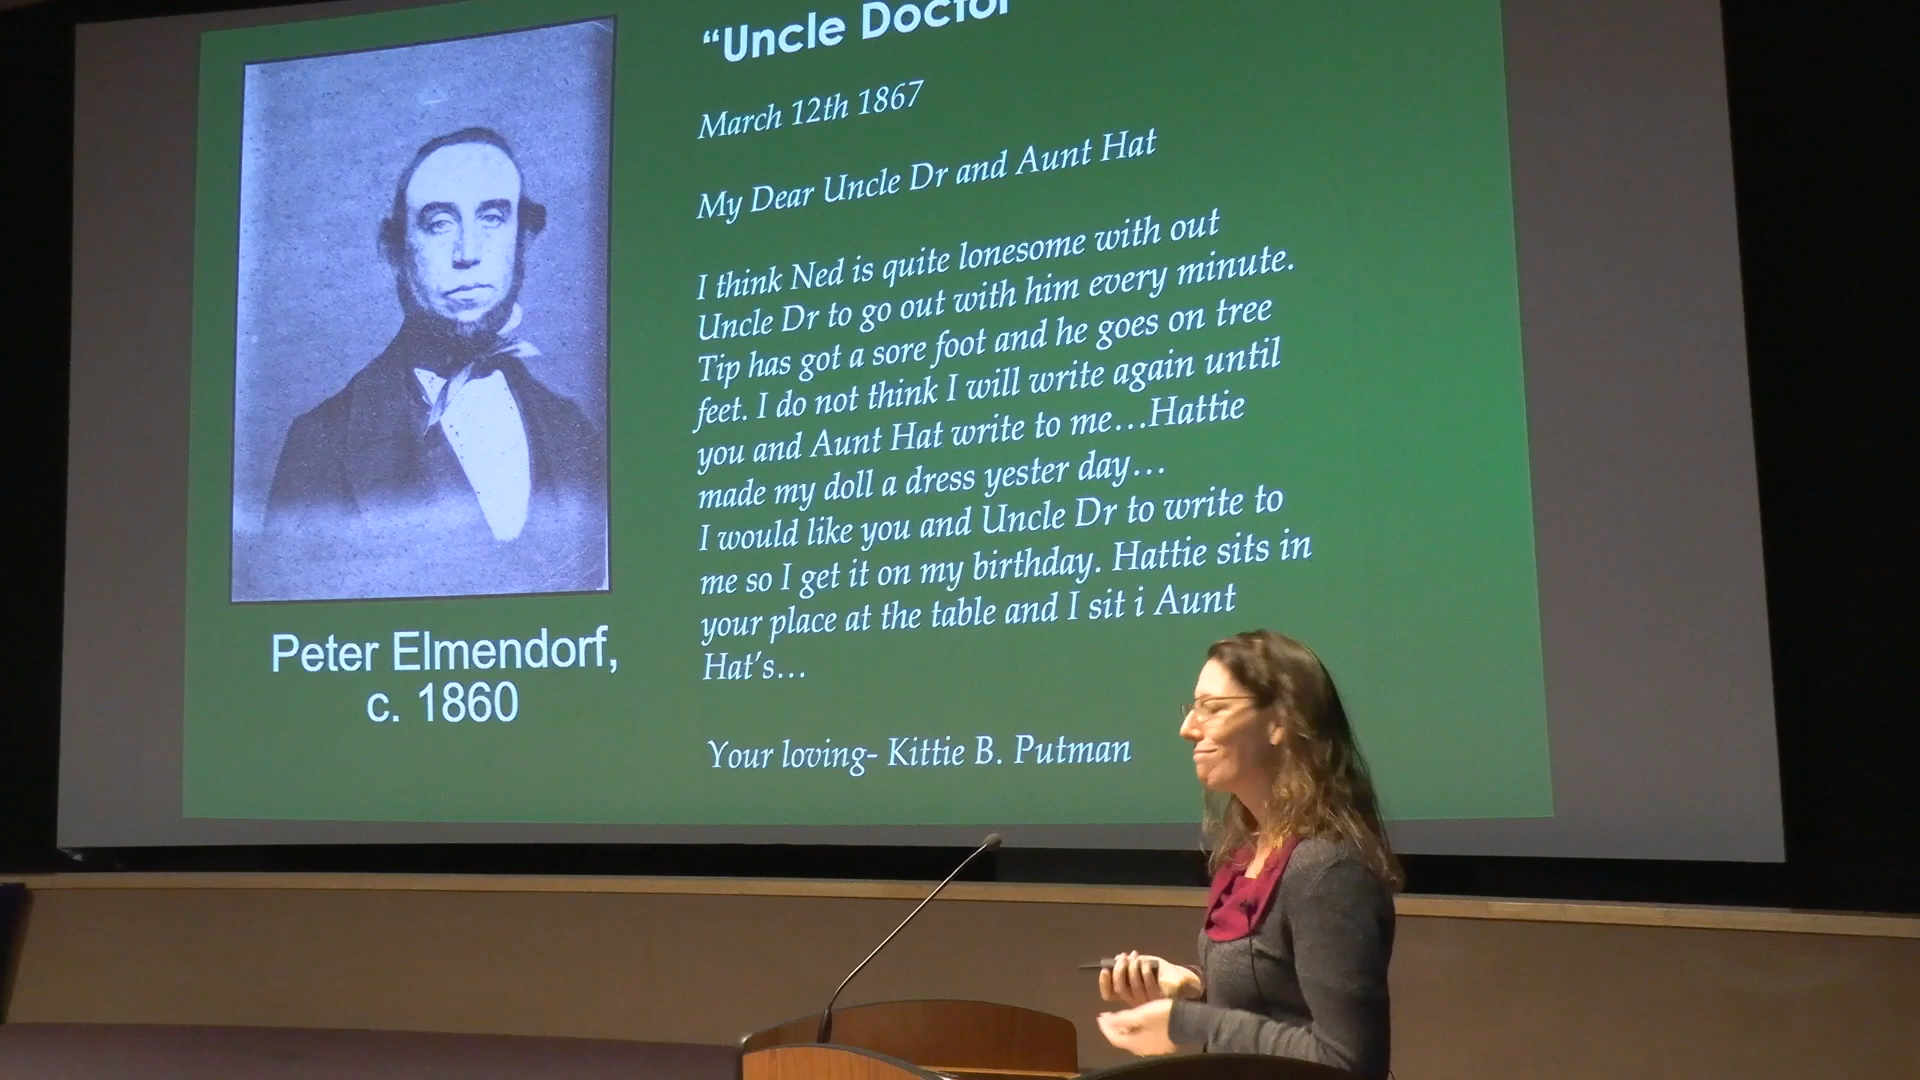 “Uncle Doctor
March 12th 1867
My Dear Uncle Dr and Aunt Hat
I think Ned is quite lonesome with out
Uncle Dr to go out with him every minute.
Tip has got a sore foot and he goes on tree
feet. I do not think I will write again until
you and Aunt Hat write to me…Hattie
made my doll a dress yester day…
I would like you and Uncle Dr to write to
me so I get it on my birthday. Hattie sits in
your place at the table and I sit i Aunt
Hat’s…
Your loving- Kittie B. Putman
Peter Elmendorf,
c. 1860